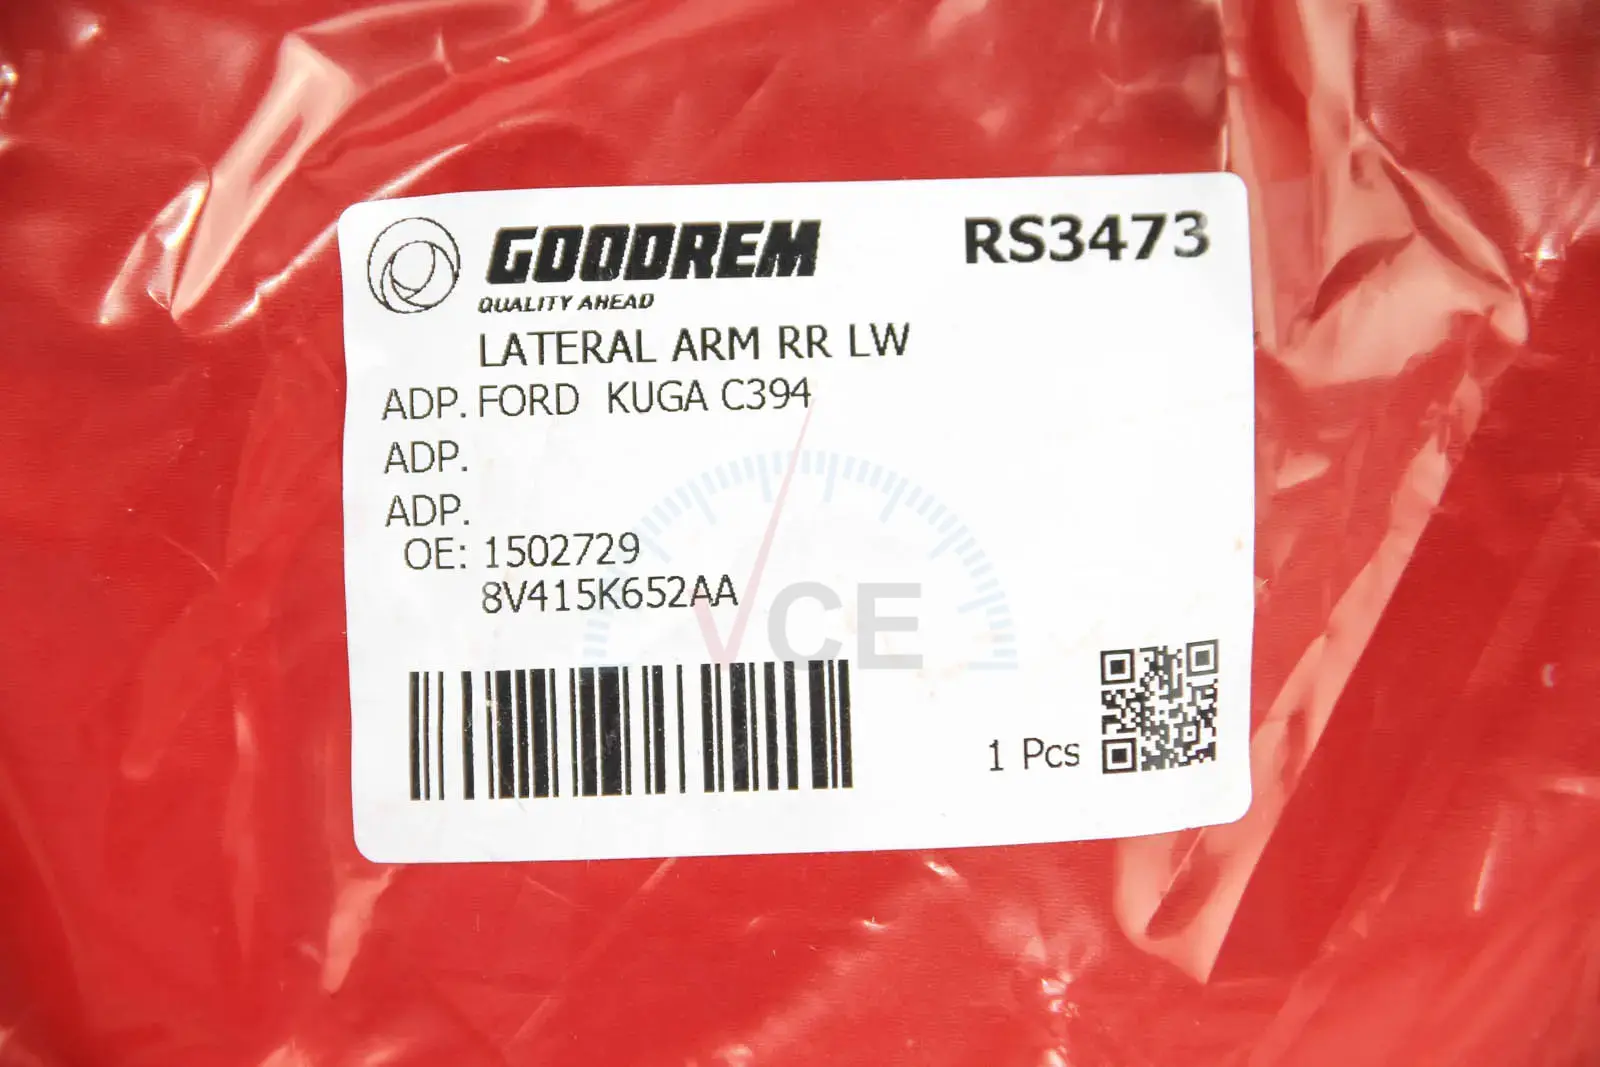 GOODREM
RS3473
QUALITY AHEAD
LATERAL ARM RR LW
ADP. FORD KUGA C394
ADP.
ADP.
OE: 1502729
8V415K652AA
VCE
1 Pcs